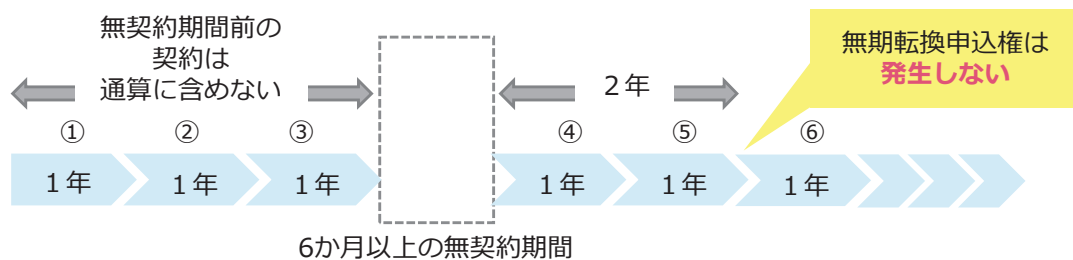 無契約期間前の
契約は
通算に含めない
無期転換申込権は
発生しない
２年
① ② ③ ④ ⑤ ⑥
１年 １年 １年 １年 １年 １年
6か月以上の無契約期間